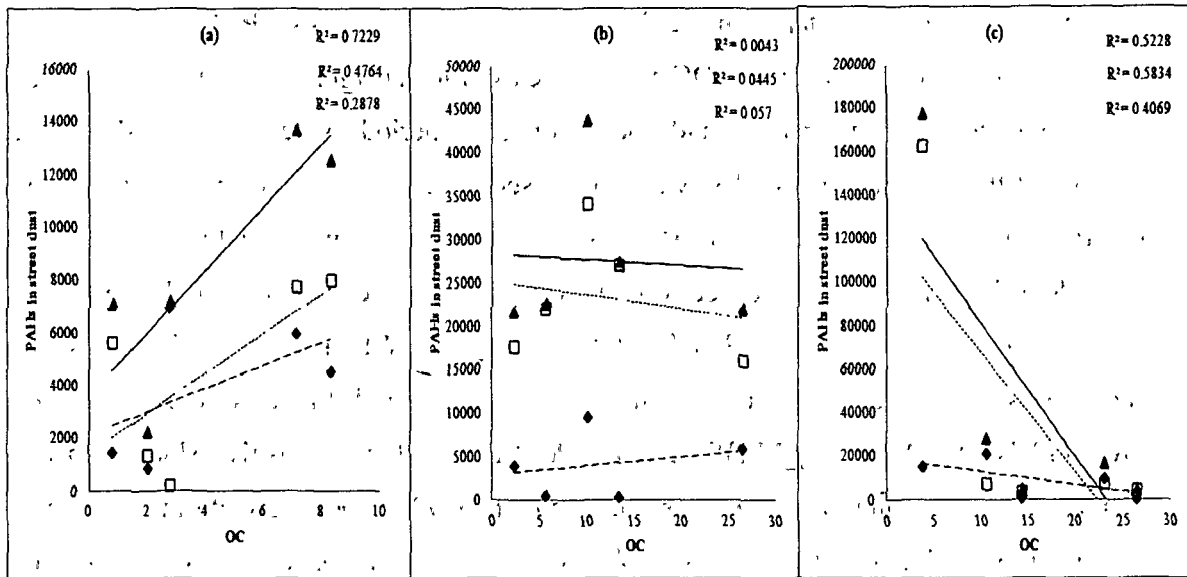 (a)
R² = 0.7229
R² = 0.4764
R² = 0.2878
PAHs in street dust
16000
14000
12000
10000
8000
6000
4000
2000
0
0 2 4 6 8 10
OC
(b)
R² = 0.0043
R² = 0.0445
R² = 0.057
PAHs in street dust
50000
45000
40000
35000
30000
25000
20000
15000
10000
5000
0
0 5 10 15 20 25 30
OC
(c)
R² = 0.5228
R² = 0.5834
R² = 0.4069
PAHs in street dust
200000
180000
160000
140000
120000
100000
80000
60000
40000
20000
0
0 5 10 15 20 25 30
OC